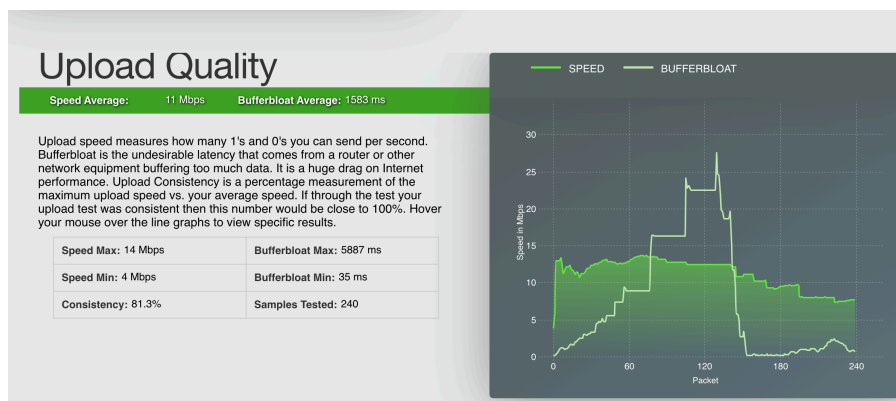 Upload Quality
Speed Average: 11 Mbps Bufferbloat Average: 1583 ms
Upload speed measures how many 1's and 0's you can send per second.
Bufferbloat is the undesirable latency that comes from a router or other
network equipment buffering too much data. It is a huge drag on Internet
performance. Upload Consistency is a percentage measurement of the
maximum upload speed vs. your average speed. If through the test your
upload test was consistent then this number would be close to 100%. Hover
your mouse over the line graphs to view specific results.
Speed Max: 14 Mbps Bufferbloat Max: 5887 ms
Speed Min: 4 Mbps Bufferbloat Min: 35 ms
Consistency: 81.3% Samples Tested: 240
SPEED BUFFERBLOAT
30
25
20
15
10
5
0
Speed in Mbps
0 60 120 180 240
Packet